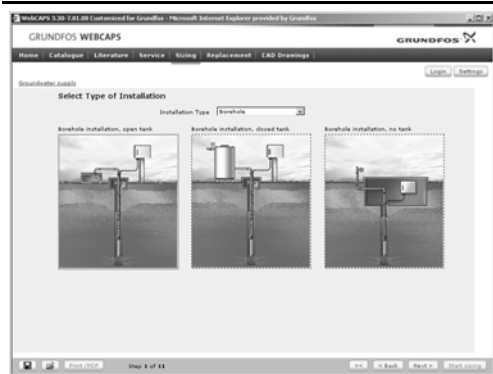 WebCAPS 3.30-7.01.00 Customized for Grundfos - Microsoft Internet Explorer provided by Grundfos
GRUNDFOS WEBCAPS
GRUNDFOS
Home Catalogue Literature Service Sizing Replacement CAD Drawings
Login Settings
Groundwater supply
Select Type of Installation
Installation Type Borehole
Borehole installation, open tank Borehole installation, closed tank Borehole installation, no tank
Print/PDF Step 1 of 11 << < Back Next > Start sizing